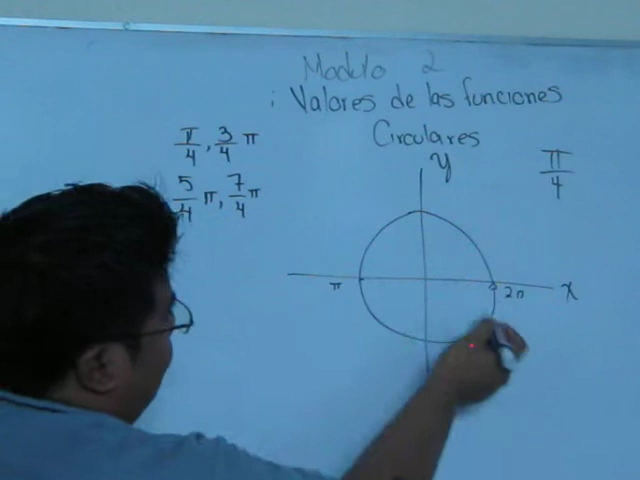 Modulo 2
: Valores de las funciones
Circulares
π/4, 3/4 π
5/4 π, 7/4 π
π/4
y
π
2π
x